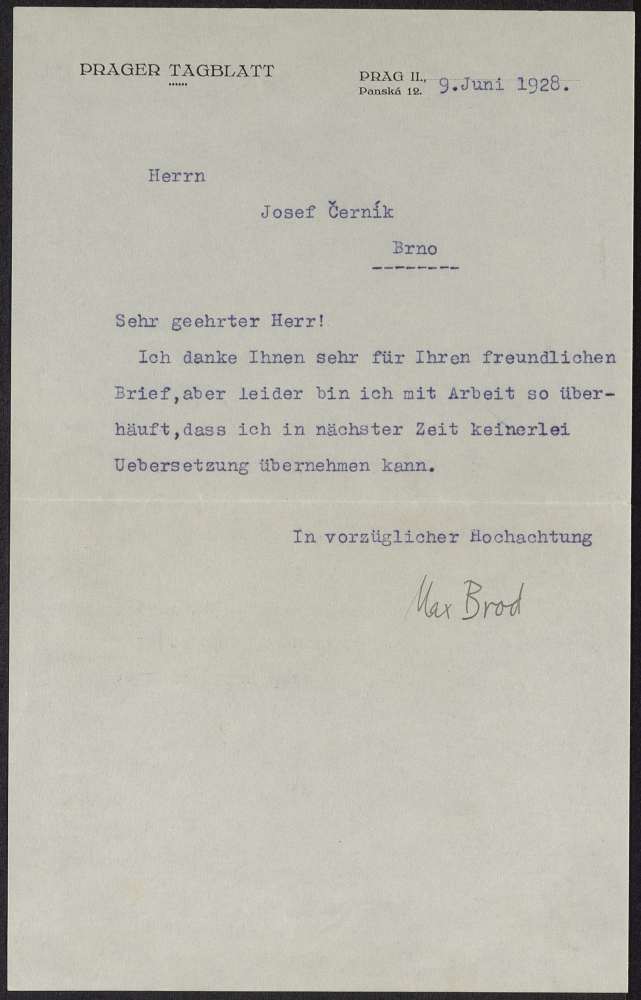 PRAGER TAGBLATT
PRAG II., 9.Juni 1928.
Panská 12.
Herrn
Josef Černík
Brno
Sehr geehrter Herr!
Ich danke Ihnen sehr für Ihren freundlichen
Brief,aber leider bin ich mit Arbeit so über-
häuft,dass ich in nächster Zeit keinerlei
Uebersetzung übernehmen kann.
In vorzüglicher Hochachtung
Max Brod